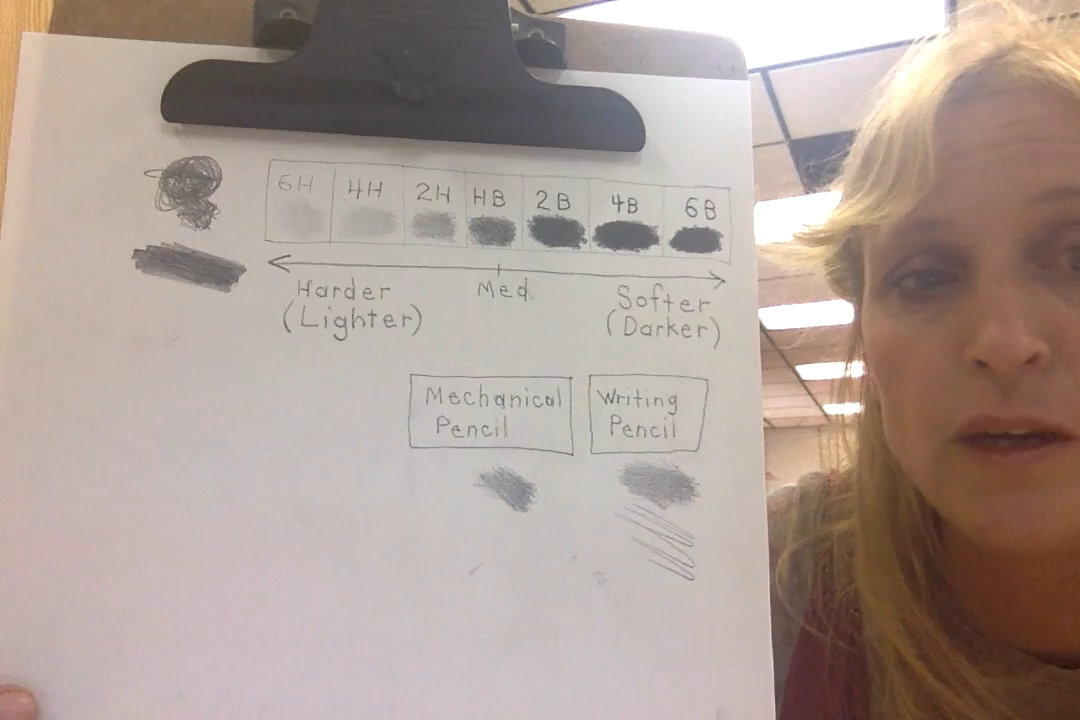 6H 4H 2H HB 2B 4B 6B
Harder Med. Softer
(Lighter) (Darker)
Mechanical Writing
Pencil Pencil